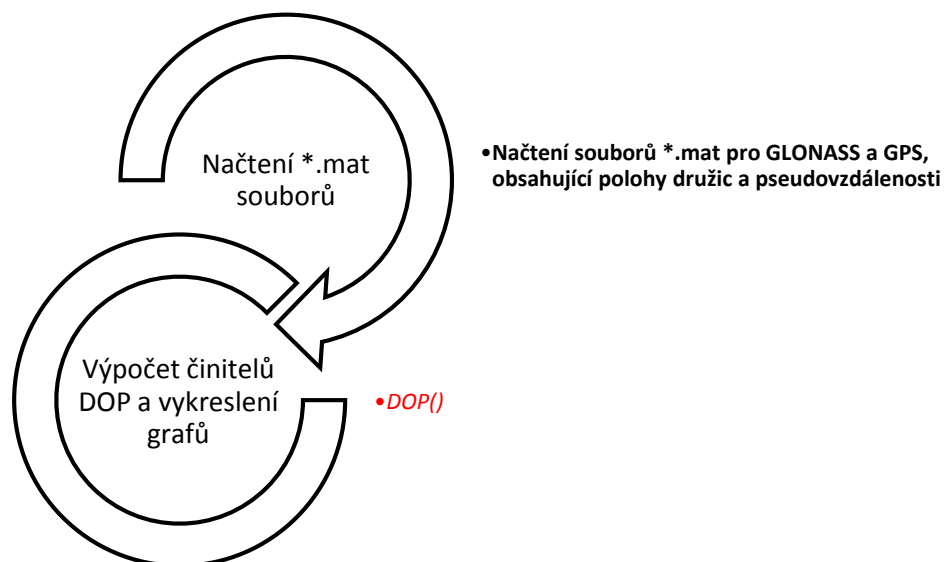 Načtení *.mat
souborů
•Načtení souborů *.mat pro GLONASS a GPS,
obsahující polohy družic a pseudovzdálenosti
Výpočet činitelů
DOP a vykreslení
grafů
•DOP()